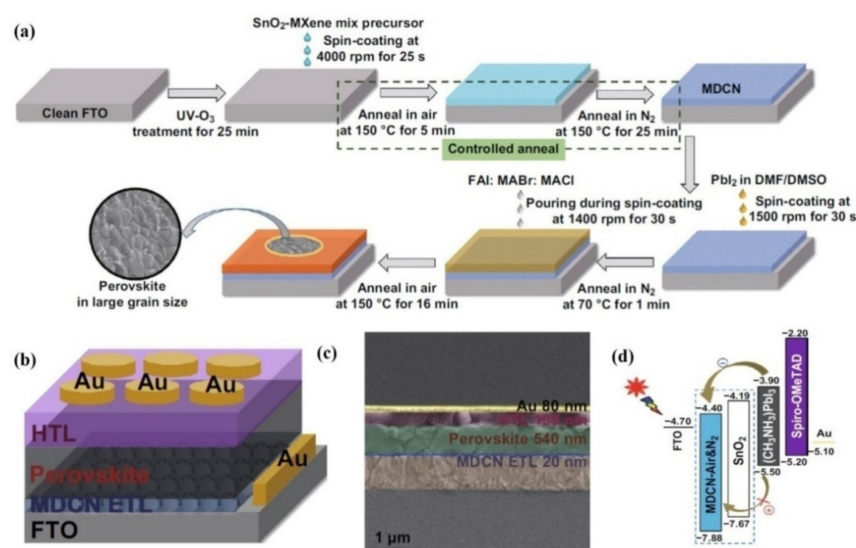 (a)
SnO₂-MXene mix precursor
Spin-coating at
4000 rpm for 25 s
Clean FTO
UV-O₃
treatment for 25 min
Anneal in air
at 150 °C for 5 min
Anneal in N₂
at 150 °C for 25 min
MDCN
Controlled anneal
FAI: MABr: MACl
Pouring during spin-coating
at 1400 rpm for 30 s
PbI₂ in DMF/DMSO
Spin-coating at
1500 rpm for 30 s
Perovskite
in large grain size
Anneal in air
at 150 °C for 16 min
Anneal in N₂
at 70 °C for 1 min
(b)
Au Au Au
HTL
Perovskite
Au
MDCN ETL
FTO
(c)
Au 80 nm
Perovskite 540 nm
MDCN ETL 20 nm
1 μm
(d)
−2.20
−3.90
−4.19
−4.40
−4.70
FTO
MDCN-Air&N₂
SnO₂
(CH₃NH₃)PbI₃
Spiro-OMeTAD
Au
−5.10
−5.20
−5.50
−7.67
−7.88